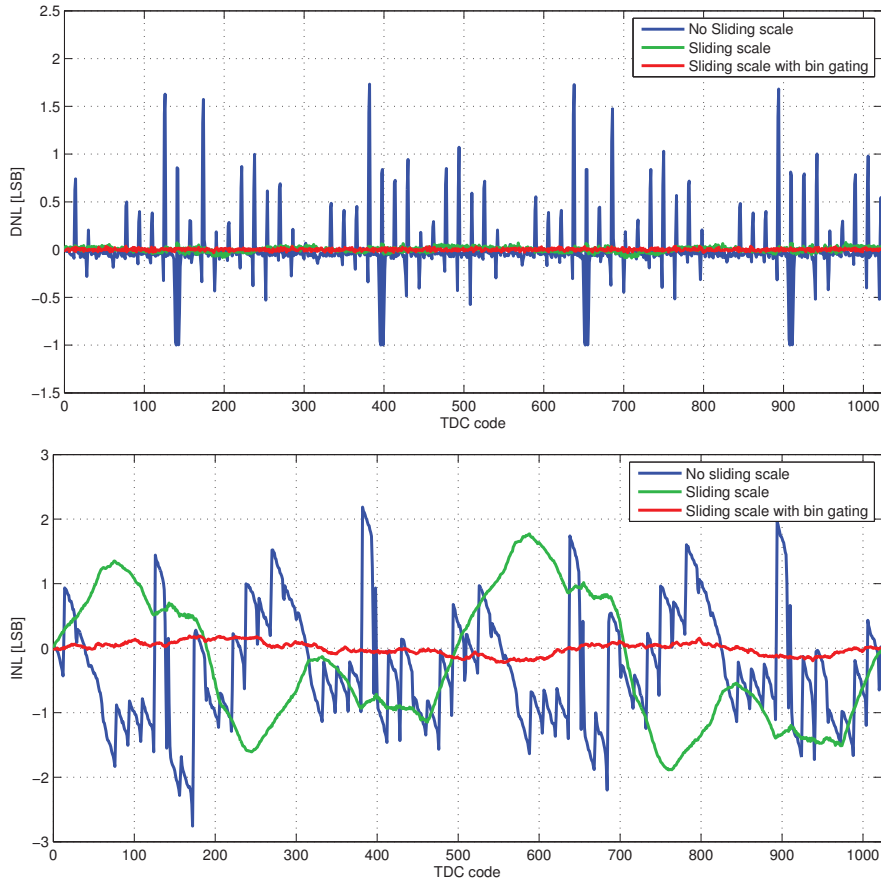 2.5
2
1.5
1
0.5
0
−0.5
−1
−1.5
DNL [LSB]
0 100 200 300 400 500 600 700 800 900 1000
TDC code
No Sliding scale
Sliding scale
Sliding scale with bin gating
3
2
1
0
−1
−2
−3
INL [LSB]
0 100 200 300 400 500 600 700 800 900 1000
TDC code
No sliding scale
Sliding scale
Sliding scale with bin gating